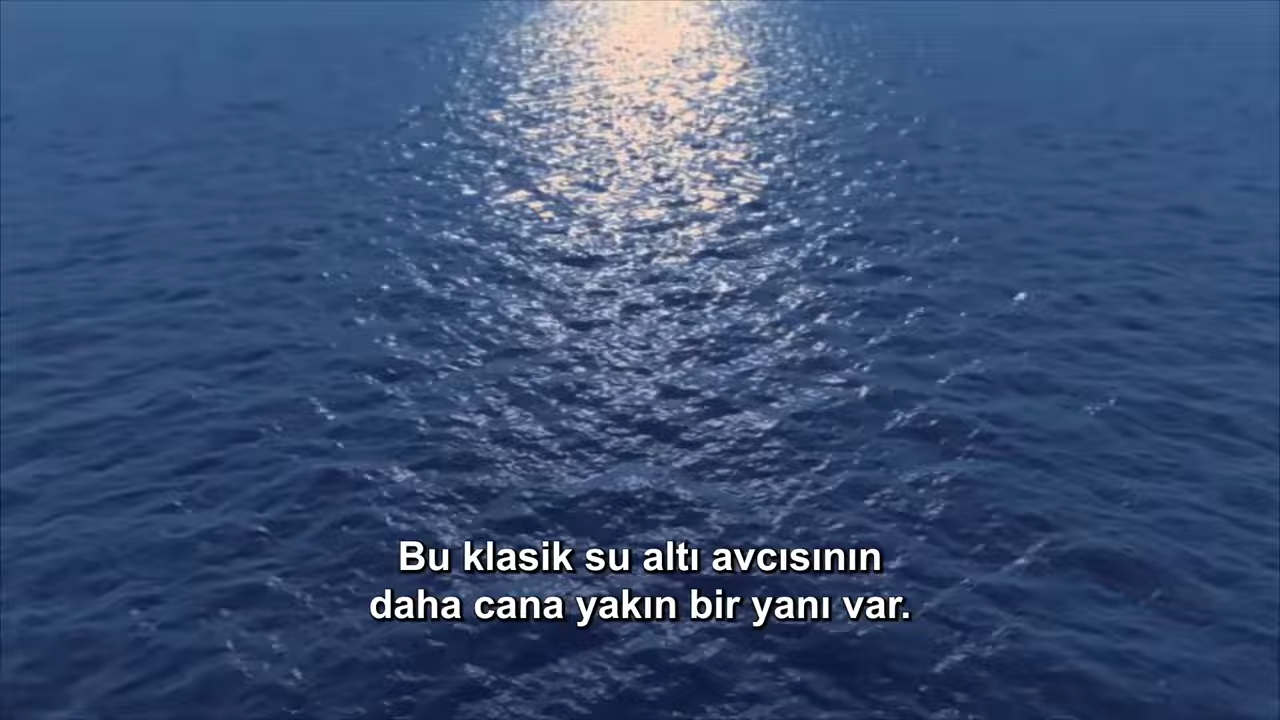 Bu klasik su altı avcısının
daha cana yakın bir yanı var.